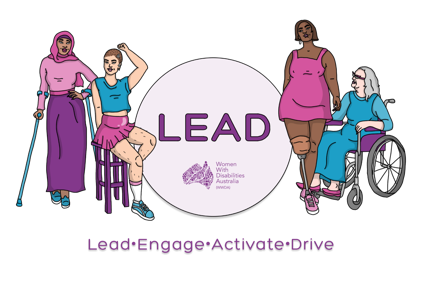 LEAD
Women
With
Disabilities
Australia
(WWDA)
Lead•Engage•Activate•Drive